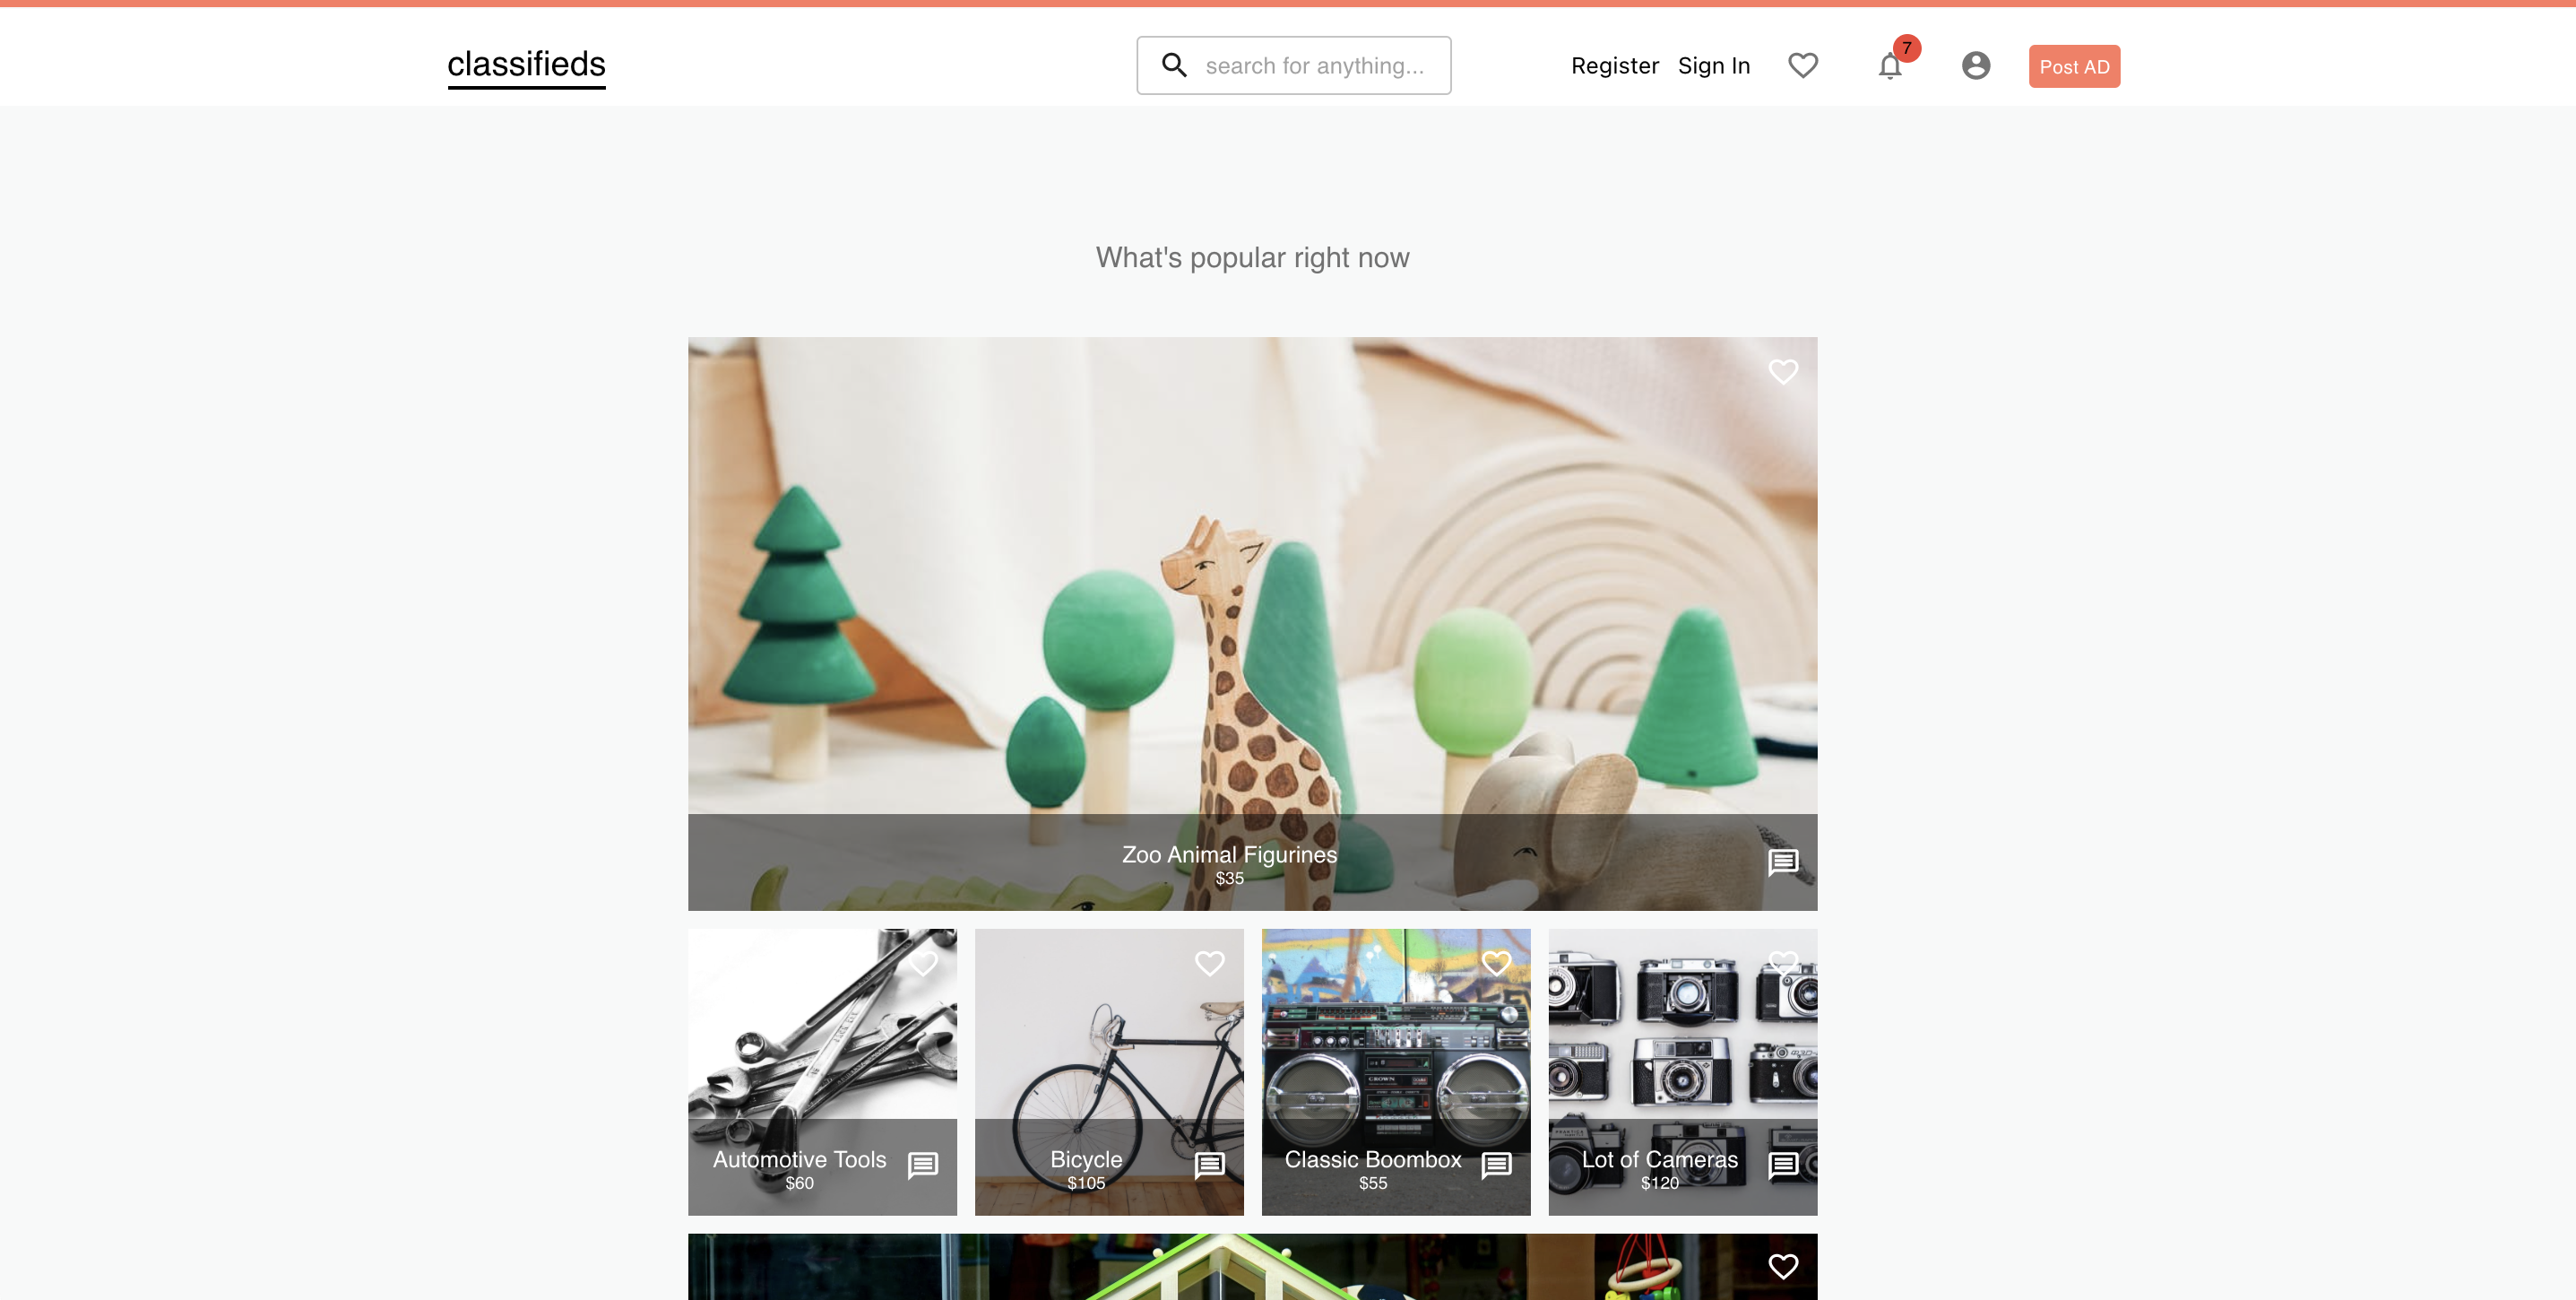 classifieds
search for anything...
Register
Sign In
7
Post AD
What's popular right now
Zoo Animal Figurines
$35
Automotive Tools
$60
Bicycle
$105
CROWN
Classic Boombox
$55
Lot of Cameras
$120